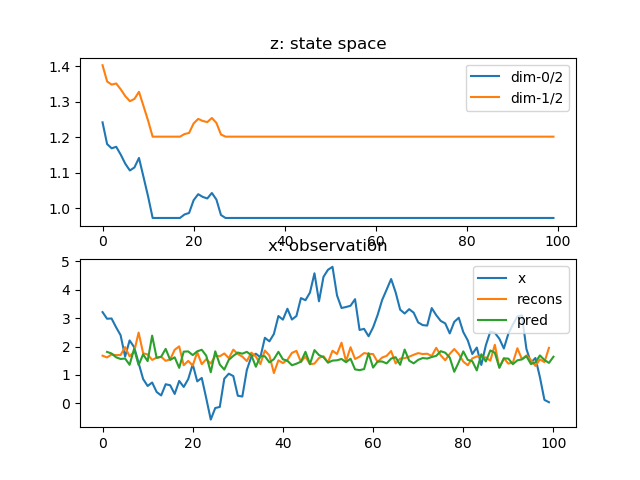 z: state space
1.4
1.3
1.2
1.1
1.0
dim-0/2
dim-1/2
0 20 40 60 80 100
x: observation
5
4
3
2
1
0
x
recons
pred
0 20 40 60 80 100